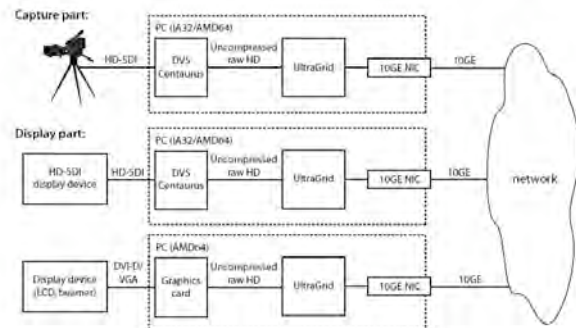 Capture part:
PC (IA32/AMD64)
HD-SDI
DVS
Centaurus
Uncompressed
raw HD
UltraGrid
10GE NIC
10GE
Display part:
PC (IA32/AMD64)
HD-SDI
display device
HD-SDI
DVS
Centaurus
Uncompressed
raw HD
UltraGrid
10GE NIC
10GE
network
PC (AMD64)
Display device
(LCD, beamer)
DVI-D/
VGA
Graphics
card
Uncompressed
raw HD
UltraGrid
10GE NIC
10GE